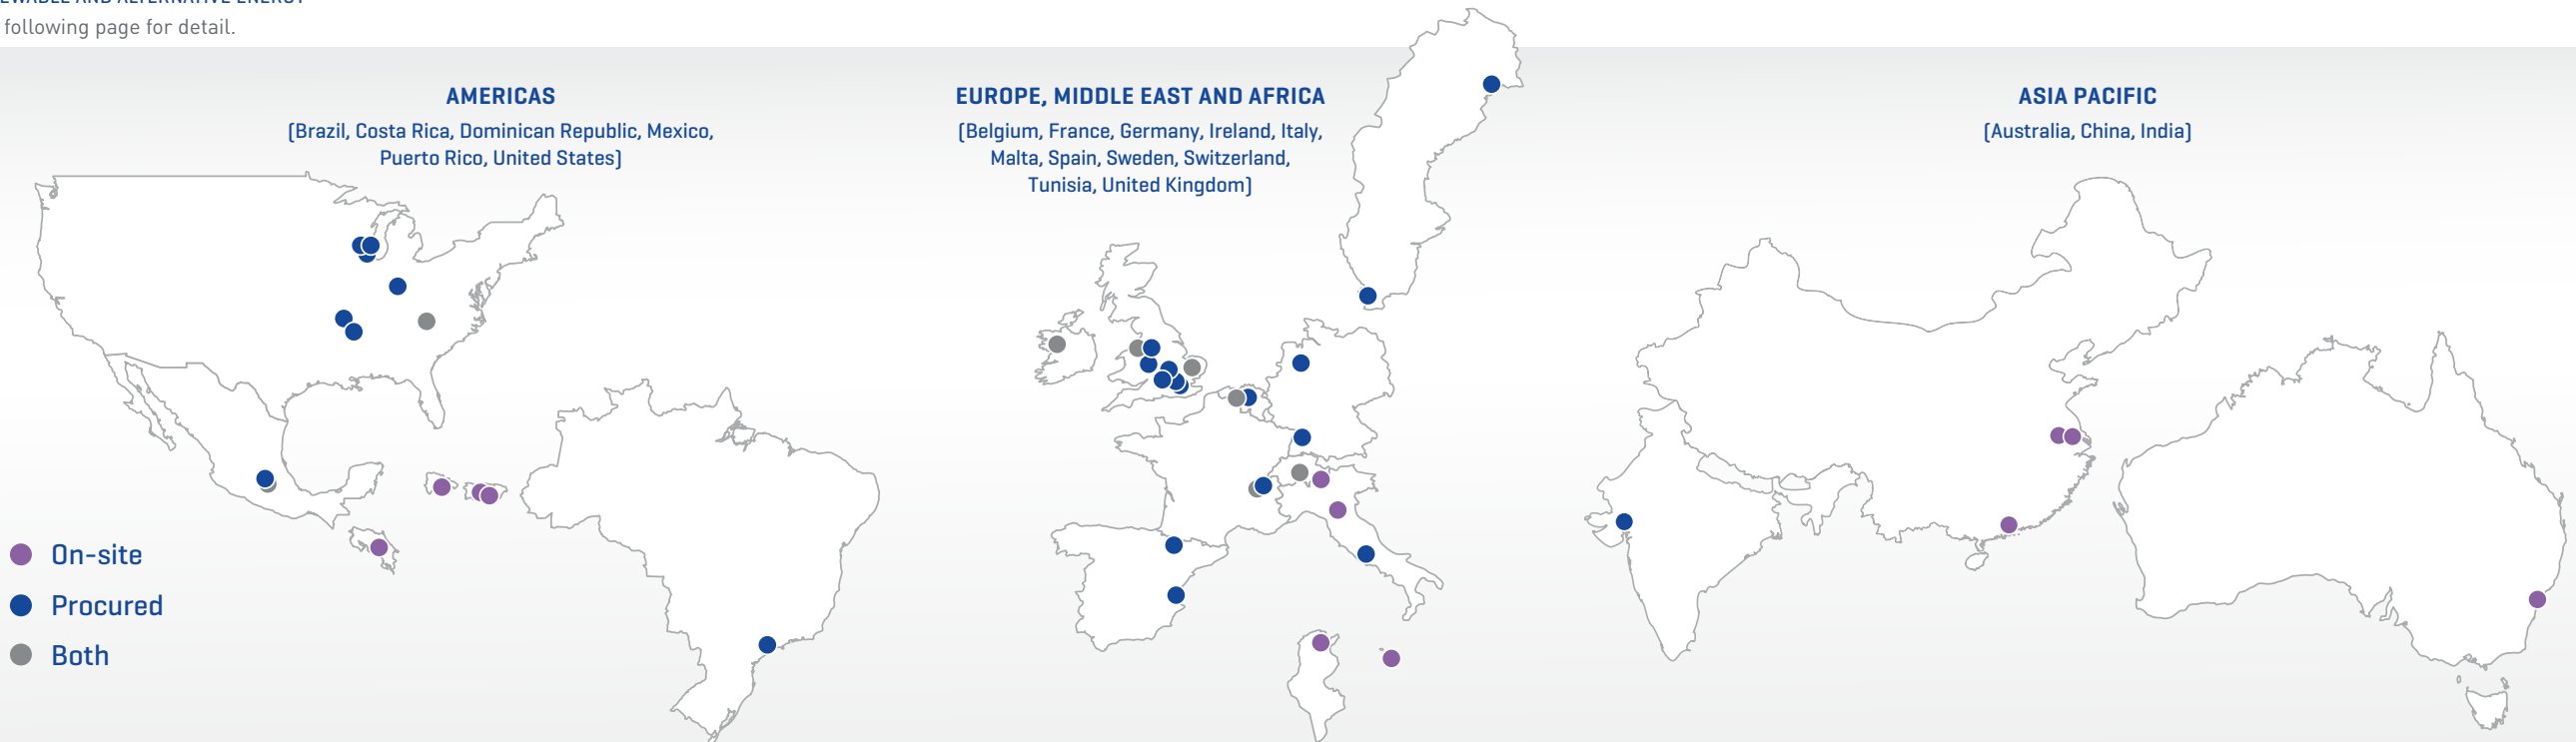 following page for detail.
AMERICAS
(Brazil, Costa Rica, Dominican Republic, Mexico,
Puerto Rico, United States)
EUROPE, MIDDLE EAST AND AFRICA
(Belgium, France, Germany, Ireland, Italy,
Malta, Spain, Sweden, Switzerland,
Tunisia, United Kingdom)
ASIA PACIFIC
(Australia, China, India)
On-site
Procured
Both